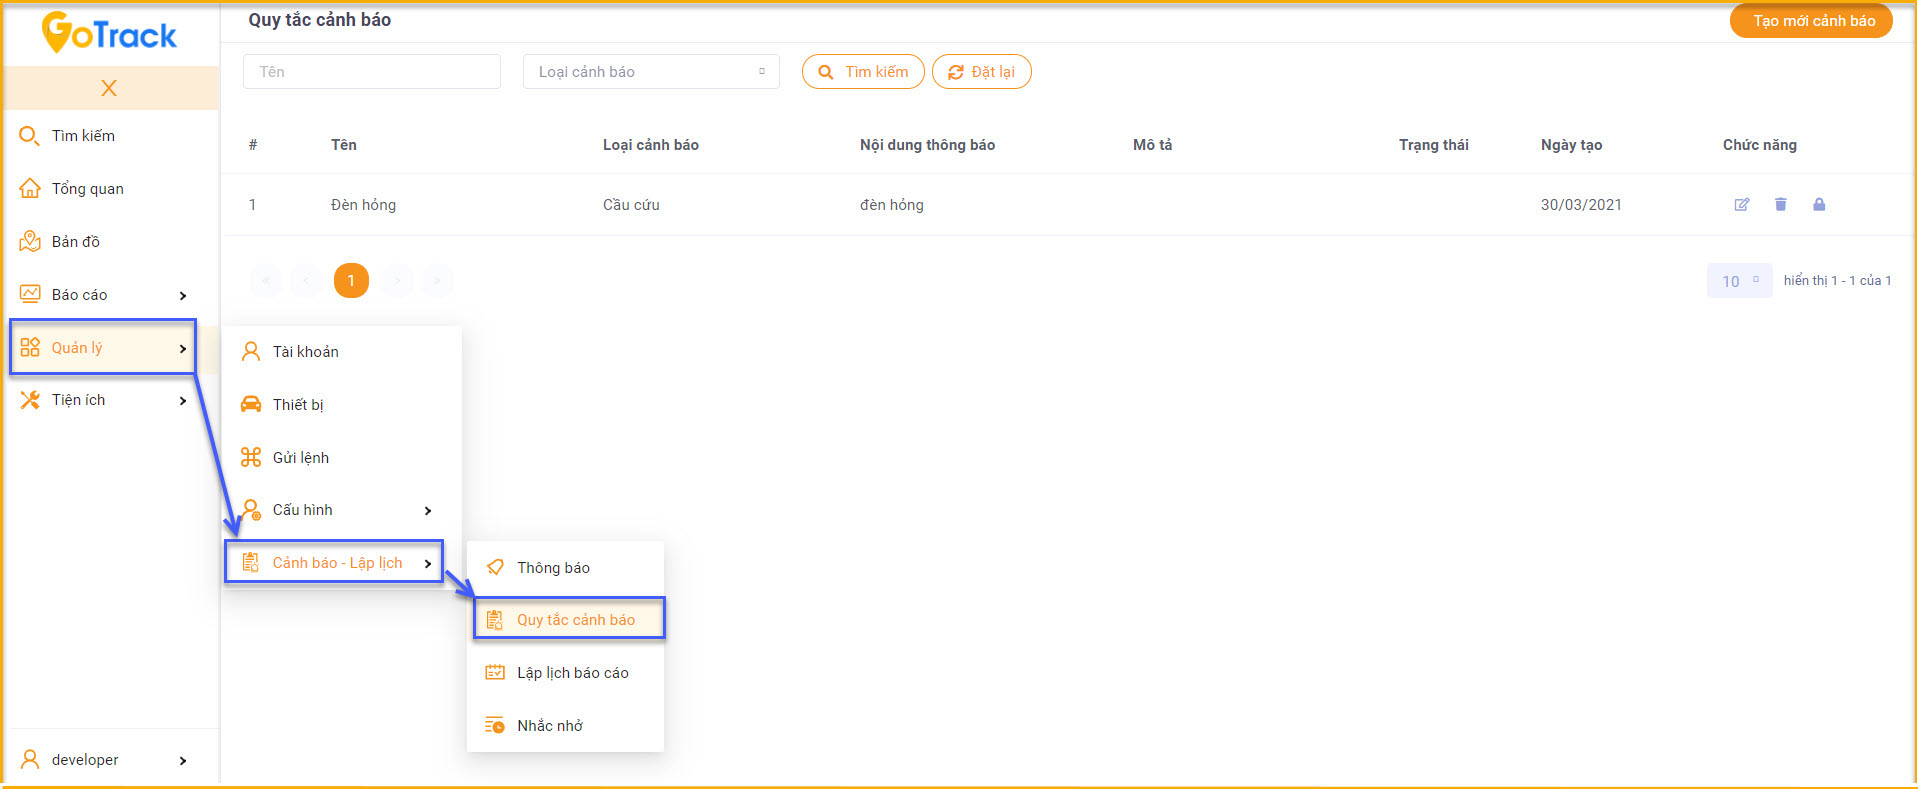 GoTrack
Quy tắc cảnh báo
Tạo mới cảnh báo
X
Tên
Loại cảnh báo
Tìm kiếm
Đặt lại
Tìm kiếm
Tổng quan
Bản đồ
Báo cáo
Quản lý
Tiện ích
# Tên Loại cảnh báo Nội dung thông báo Mô tả Trạng thái Ngày tạo Chức năng
1 Đèn hỏng Cầu cứu đèn hỏng 30/03/2021
« ‹ 1 › »
10 hiển thị 1 - 1 của 1
Tài khoản
Thiết bị
Gửi lệnh
Cấu hình
Cảnh báo - Lập lịch
Thông báo
Quy tắc cảnh báo
Lập lịch báo cáo
Nhắc nhở
developer